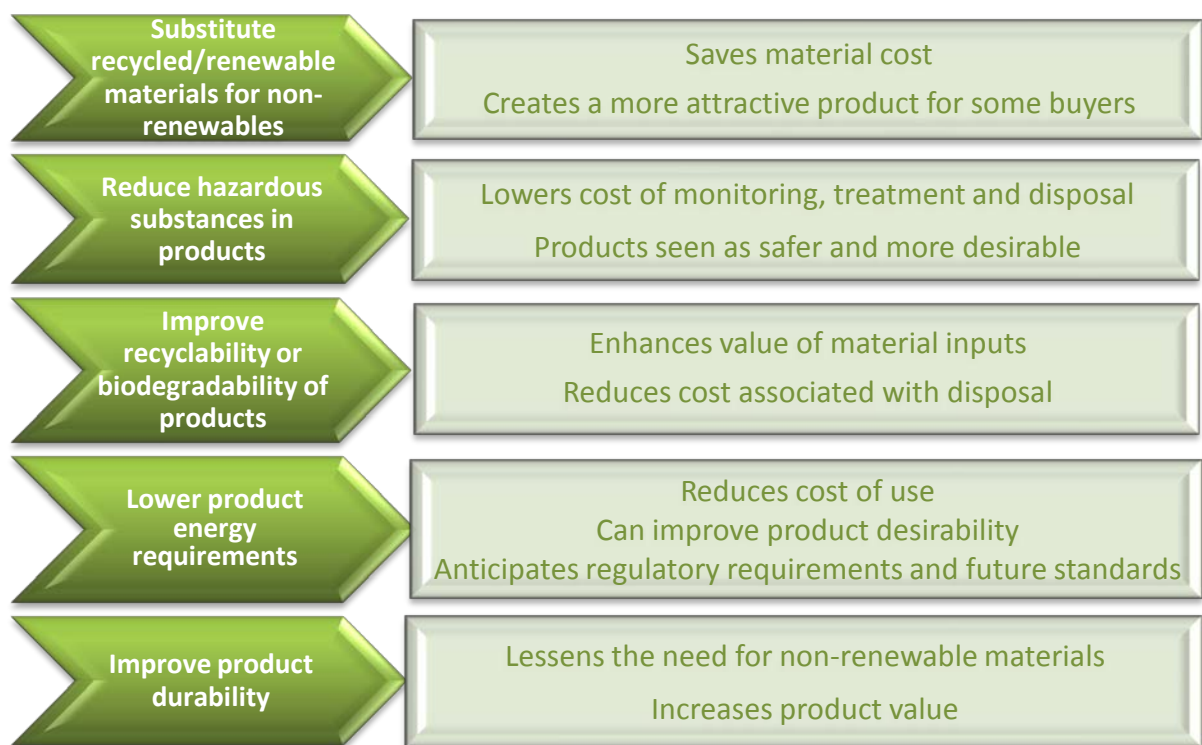 Substitute
recycled/renewable
materials for non-
renewables
Saves material cost
Creates a more attractive product for some buyers
Reduce hazardous
substances in
products
Lowers cost of monitoring, treatment and disposal
Products seen as safer and more desirable
Improve
recyclability or
biodegradability of
products
Enhances value of material inputs
Reduces cost associated with disposal
Lower product
energy
requirements
Reduces cost of use
Can improve product desirability
Anticipates regulatory requirements and future standards
Improve product
durability
Lessens the need for non-renewable materials
Increases product value